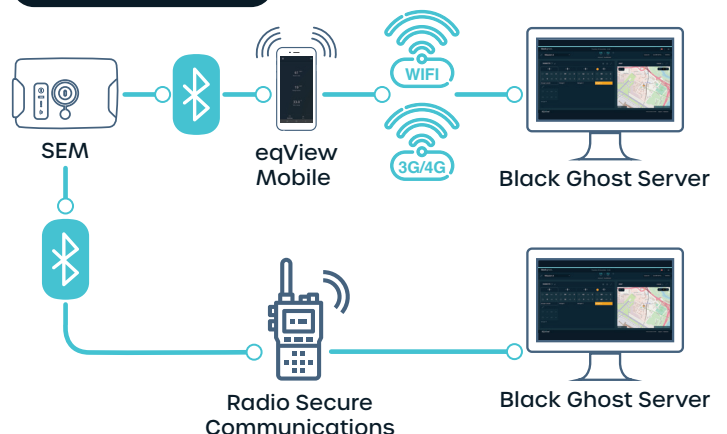 WIFI
3G/4G
SEM
eqView
Mobile
Black Ghost Server
Radio Secure
Communications
Black Ghost Server